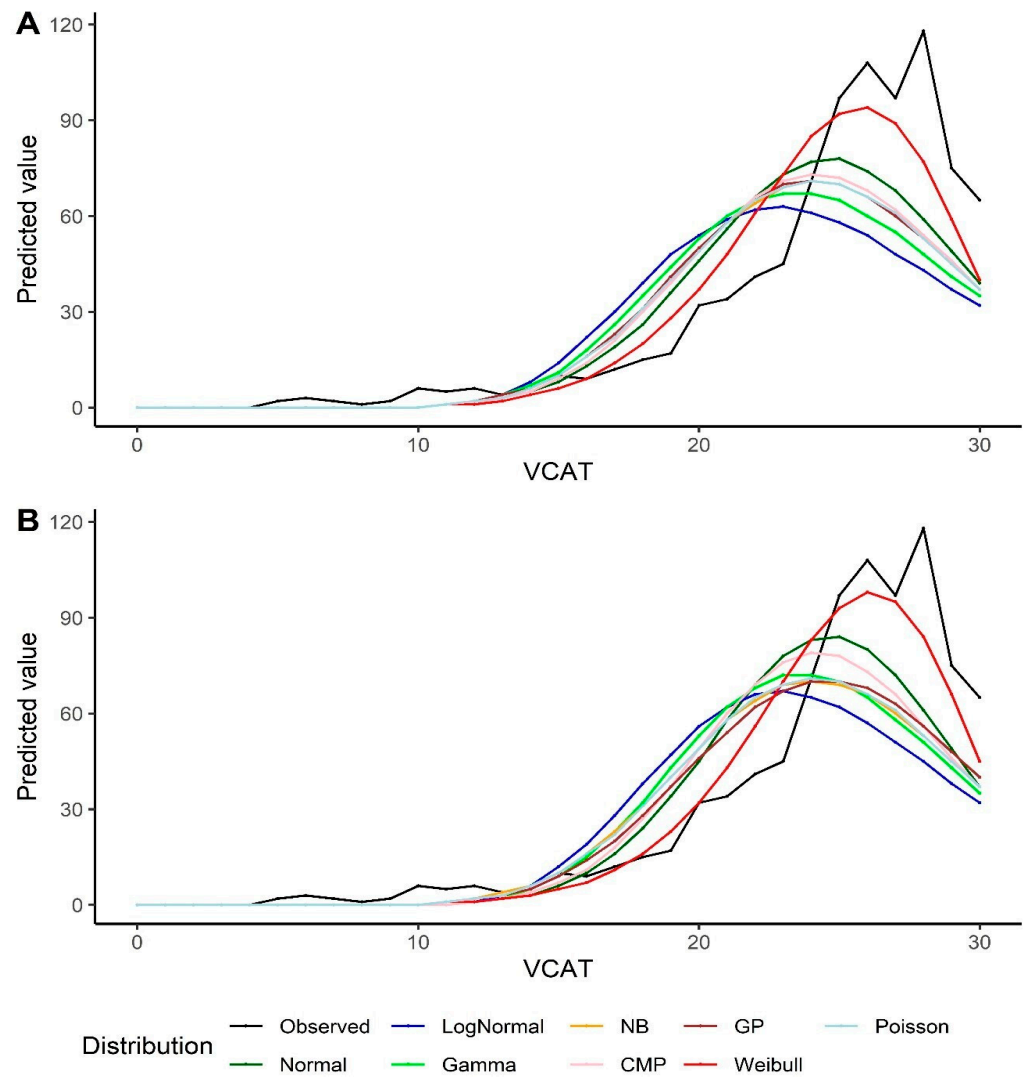 A
120
90
60
30
0
Predicted value
0 10 20 30
VCAT
B
120
90
60
30
0
Predicted value
0 10 20 30
VCAT
Distribution
Observed LogNormal NB GP Poisson
Normal Gamma CMP Weibull